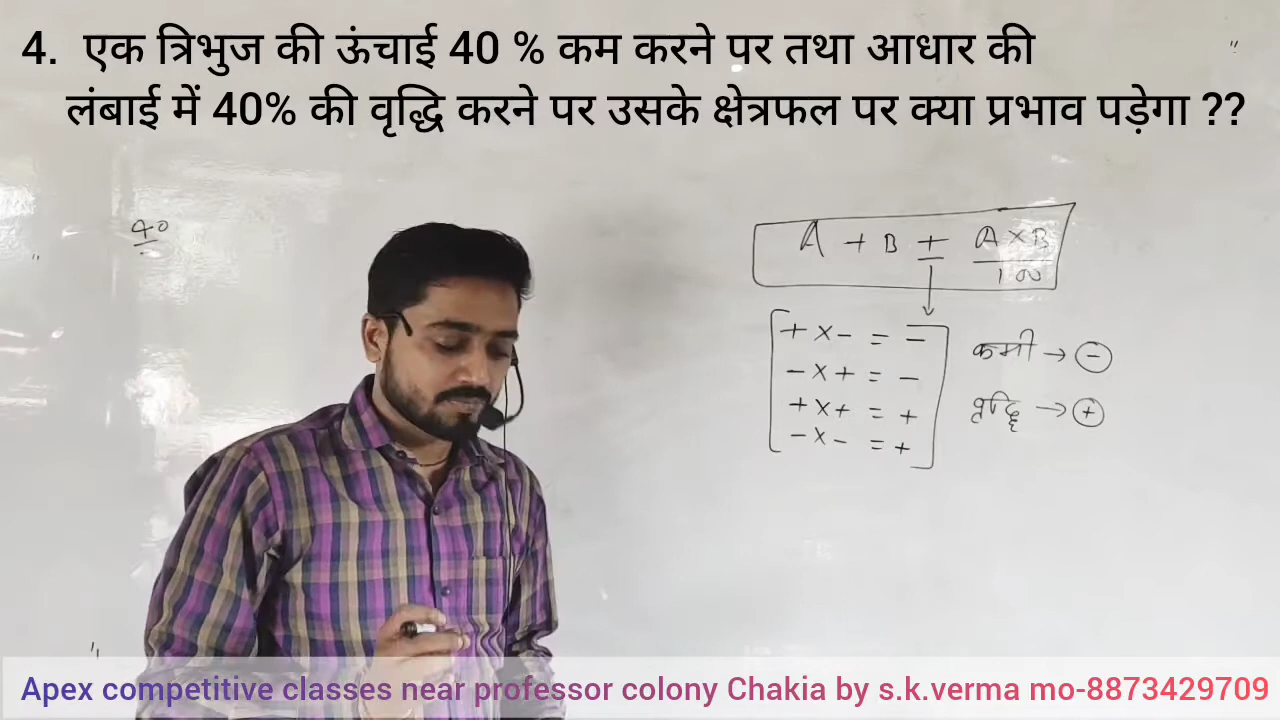 4. एक त्रिभुज की ऊंचाई 40 % कम करने पर तथा आधार की
लंबाई में 40% की वृद्धि करने पर उसके क्षेत्रफल पर क्या प्रभाव पड़ेगा ??
40
A + B + A × B / 100
+ × - = -
- × + = -
+ × + = +
- × - = +
कमी → -
वृद्धि → +
Apex competitive classes near professor colony Chakia by s.k.verma mo-8873429709